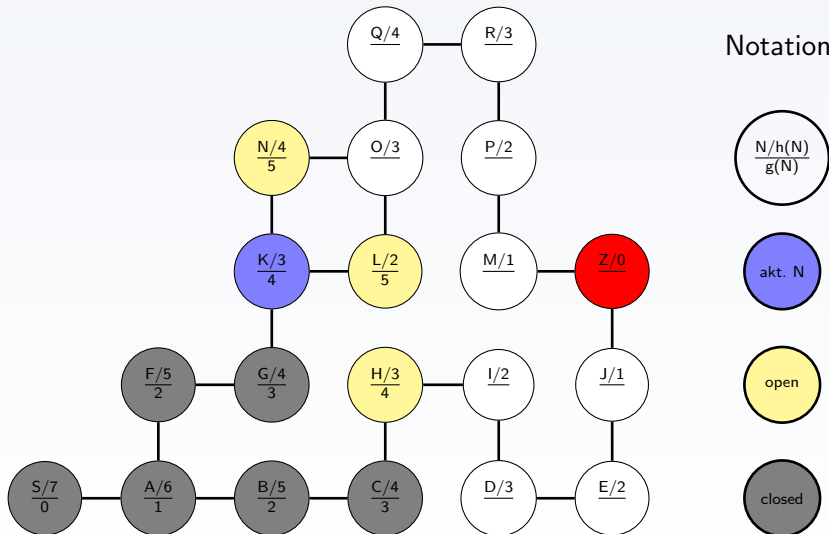 Q/4
R/3
Notation
N/4
5
O/3
P/2
N/h(N)
g(N)
K/3
4
L/2
5
M/1
Z/0
akt. N
F/5
2
G/4
3
H/3
4
I/2
J/1
open
S/7
0
A/6
1
B/5
2
C/4
3
D/3
E/2
closed